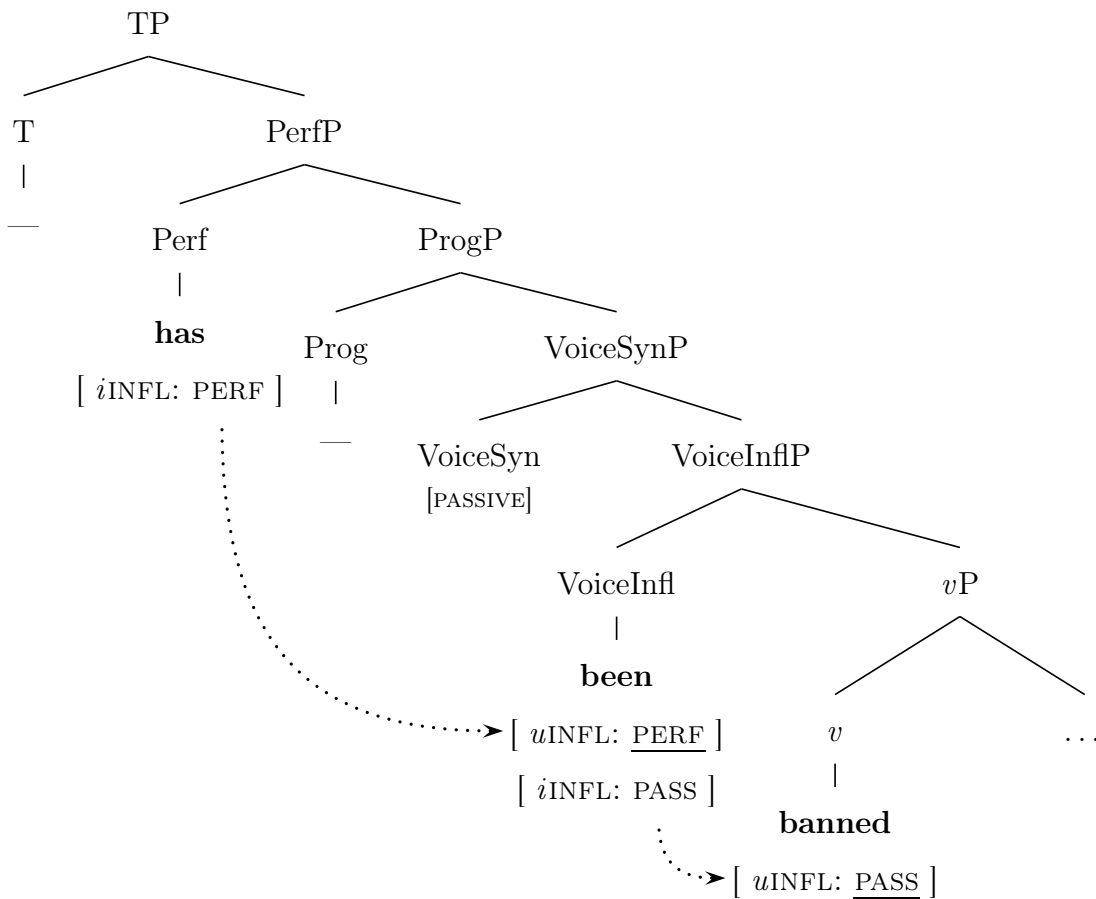 TP
T PerfP
—
Perf ProgP
has
Prog VoiceSynP
[ iINFL: PERF ]
—
VoiceSyn VoiceInflP
[PASSIVE]
VoiceInfl vP
been
[ uINFL: PERF ] v ...
[ iINFL: PASS ]
banned
[ uINFL: PASS ]